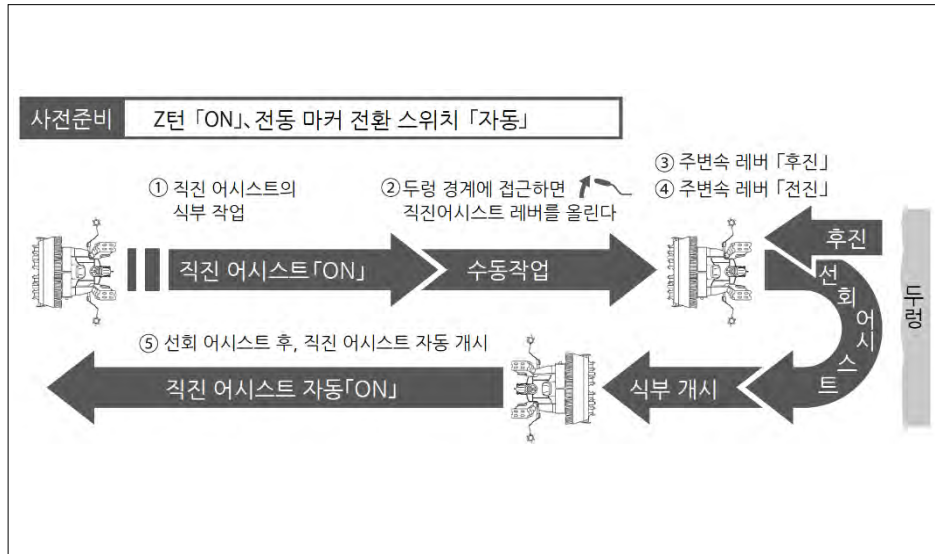 사전준비 Z턴 「ON」、전동 마커 전환 스위치 「자동」
① 직진 어시스트의
식부 작업
② 두렁 경계에 접근하면
직진어시스트 레버를 올린다
③ 주변속 레버 「후진」
④ 주변속 레버 「전진」
직진 어시스트「ON」
수동작업
후진
선회어시스트
두렁
⑤ 선회 어시스트 후, 직진 어시스트 자동 개시
직진 어시스트 자동「ON」
식부 개시